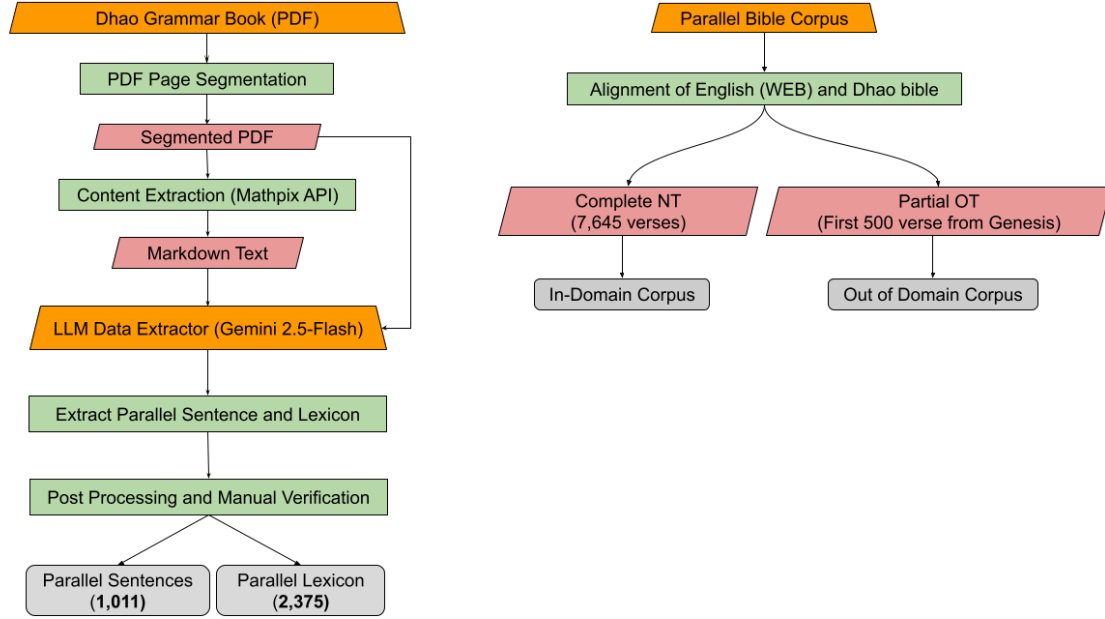 Dhao Grammar Book (PDF)
PDF Page Segmentation
Segmented PDF
Content Extraction (Mathpix API)
Markdown Text
LLM Data Extractor (Gemini 2.5-Flash)
Extract Parallel Sentence and Lexicon
Post Processing and Manual Verification
Parallel Sentences
(1,011)
Parallel Lexicon
(2,375)
Parallel Bible Corpus
Alignment of English (WEB) and Dhao bible
Complete NT
(7,645 verses)
Partial OT
(First 500 verse from Genesis)
In-Domain Corpus
Out of Domain Corpus